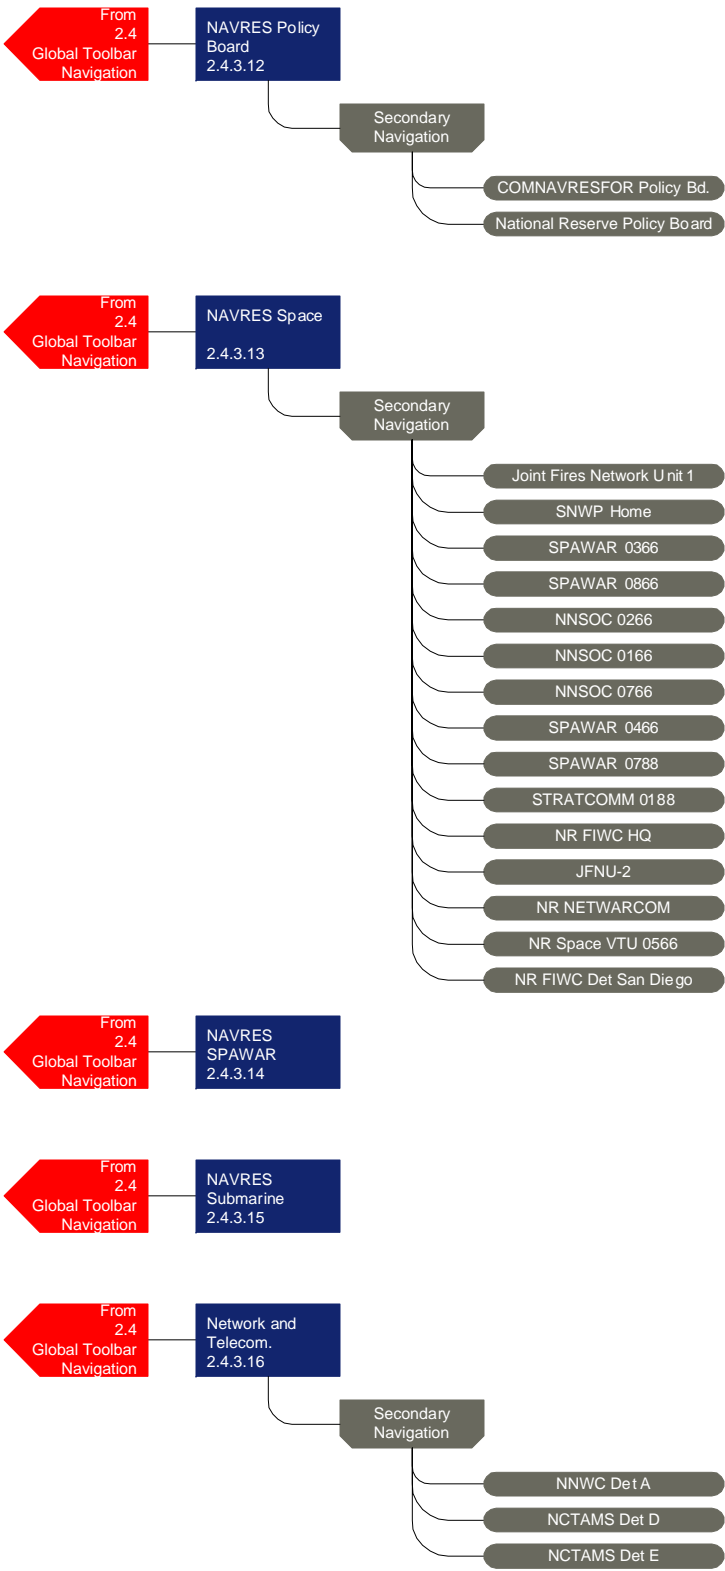 From
2.4
Global Toolbar
Navigation
NAVRES Policy
Board
2.4.3.12
Secondary
Navigation
COMNAVRESFOR Policy Bd.
National Reserve Policy Board
From
2.4
Global Toolbar
Navigation
NAVRES Space
2.4.3.13
Secondary
Navigation
Joint Fires Network Unit 1
SNWP Home
SPAWAR 0366
SPAWAR 0866
NNSOC 0266
NNSOC 0166
NNSOC 0766
SPAWAR 0466
SPAWAR 0788
STRATCOMM 0188
NR FIWC HQ
JFNU-2
NR NETWARCOM
NR Space VTU 0566
NR FIWC Det San Diego
From
2.4
Global Toolbar
Navigation
NAVRES
SPAWAR
2.4.3.14
From
2.4
Global Toolbar
Navigation
NAVRES
Submarine
2.4.3.15
From
2.4
Global Toolbar
Navigation
Network and
Telecom.
2.4.3.16
Secondary
Navigation
NNWC Det A
NCTAMS Det D
NCTAMS Det E